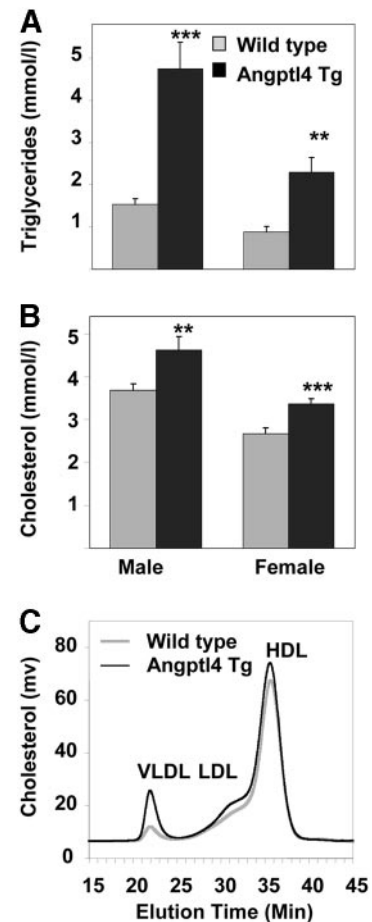 A
Triglycerides (mmol/l)
5
4
3
2
1
***
**
Wild type
Angptl4 Tg
B
Cholesterol (mmol/l)
5
4
3
2
1
**
***
Male Female
C
Cholesterol (mv)
80
60
40
20
0
Wild type
Angptl4 Tg
HDL
VLDL LDL
15 20 25 30 35 40 45
Elution Time (Min)